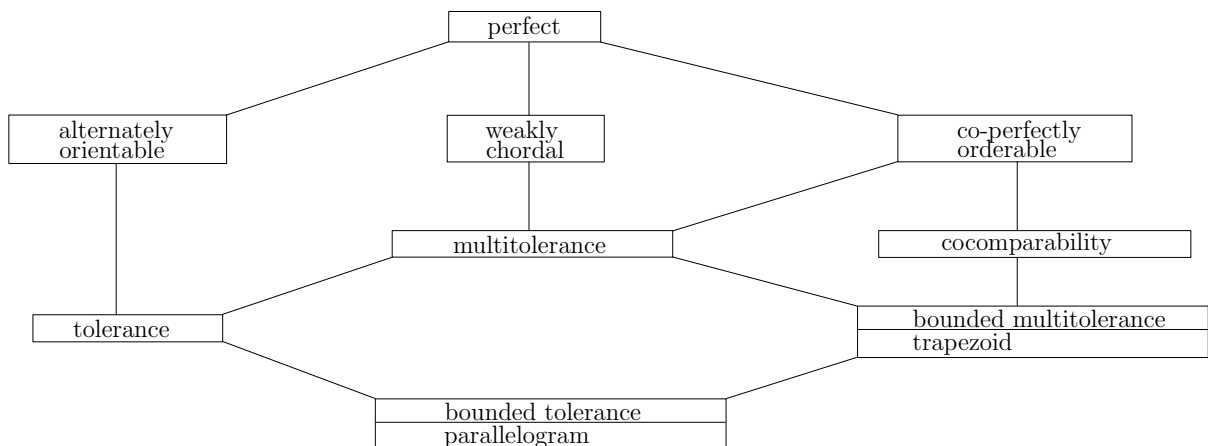 perfect
alternately
orientable
weakly
chordal
co-perfectly
orderable
multitolerance
cocomparability
tolerance
bounded multitolerance
trapezoid
bounded tolerance
parallelogram